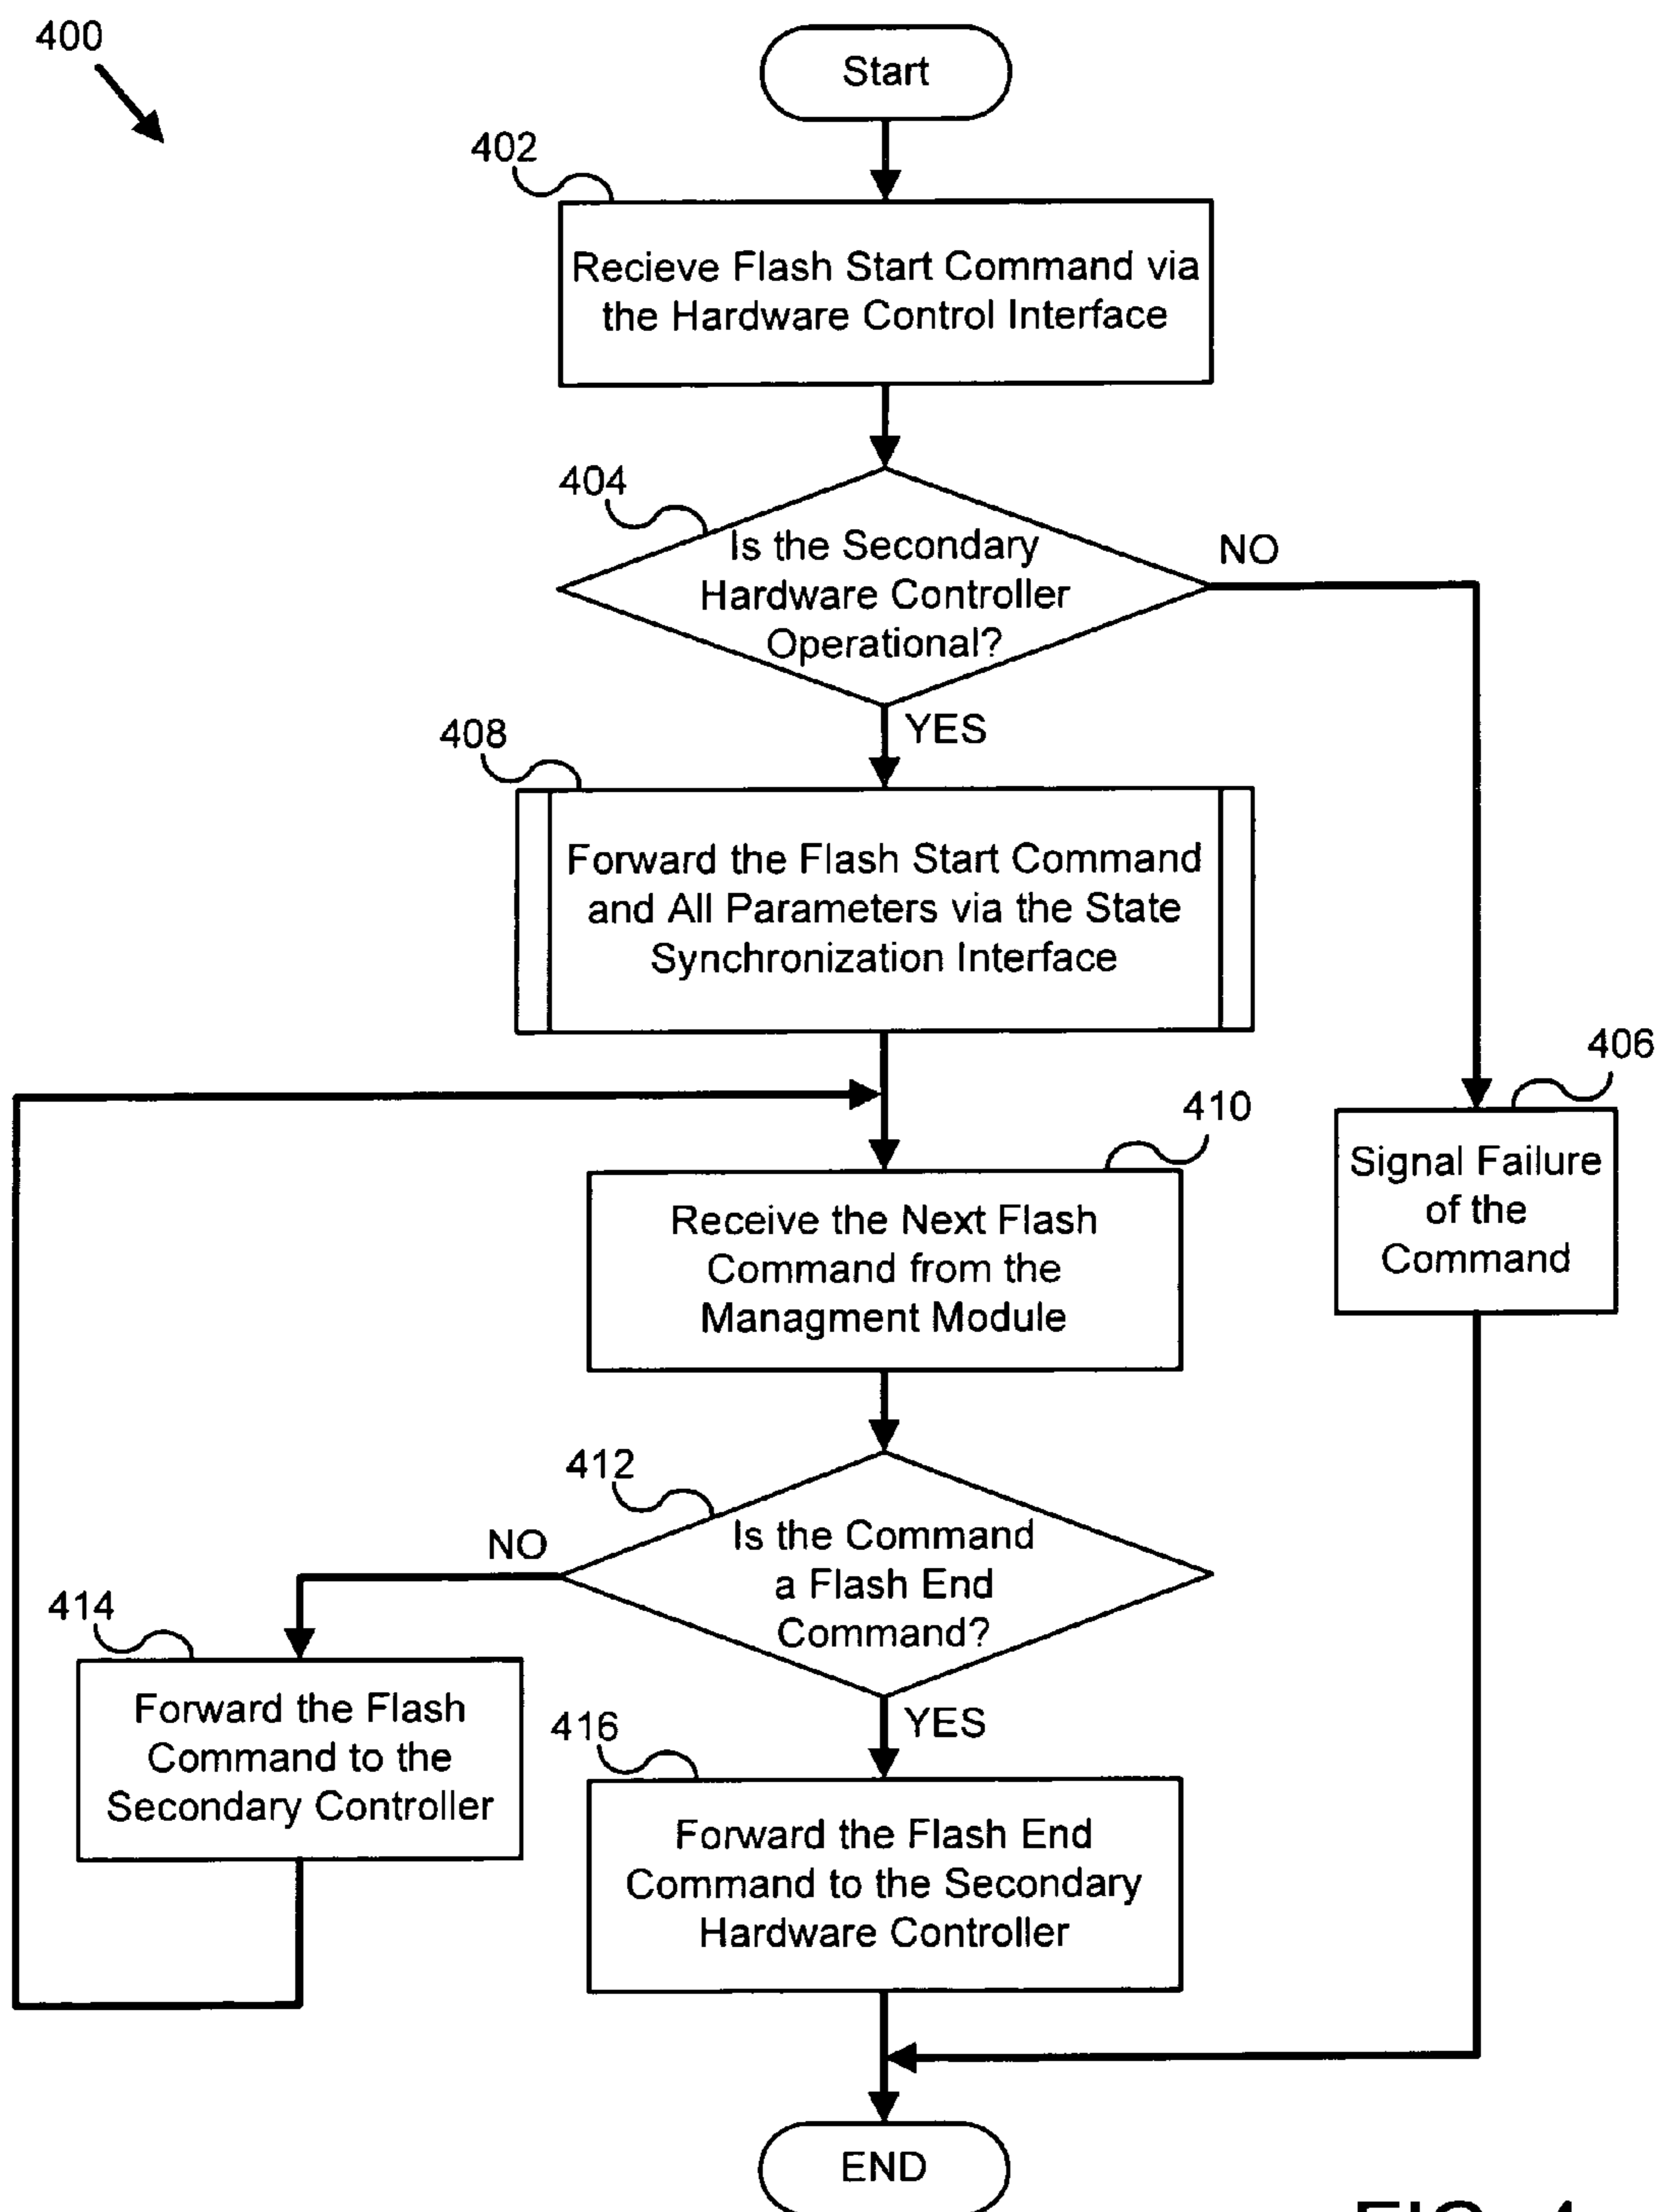 400
Start
402
Recieve Flash Start Command via
the Hardware Control Interface
404
Is the Secondary
Hardware Controller
Operational?
NO
YES
408
Forward the Flash Start Command
and All Parameters via the State
Synchronization Interface
406
Signal Failure
of the
Command
410
Receive the Next Flash
Command from the
Managment Module
412
Is the Command
a Flash End
Command?
NO
YES
414
Forward the Flash
Command to the
Secondary Controller
416
Forward the Flash End
Command to the Secondary
Hardware Controller
END